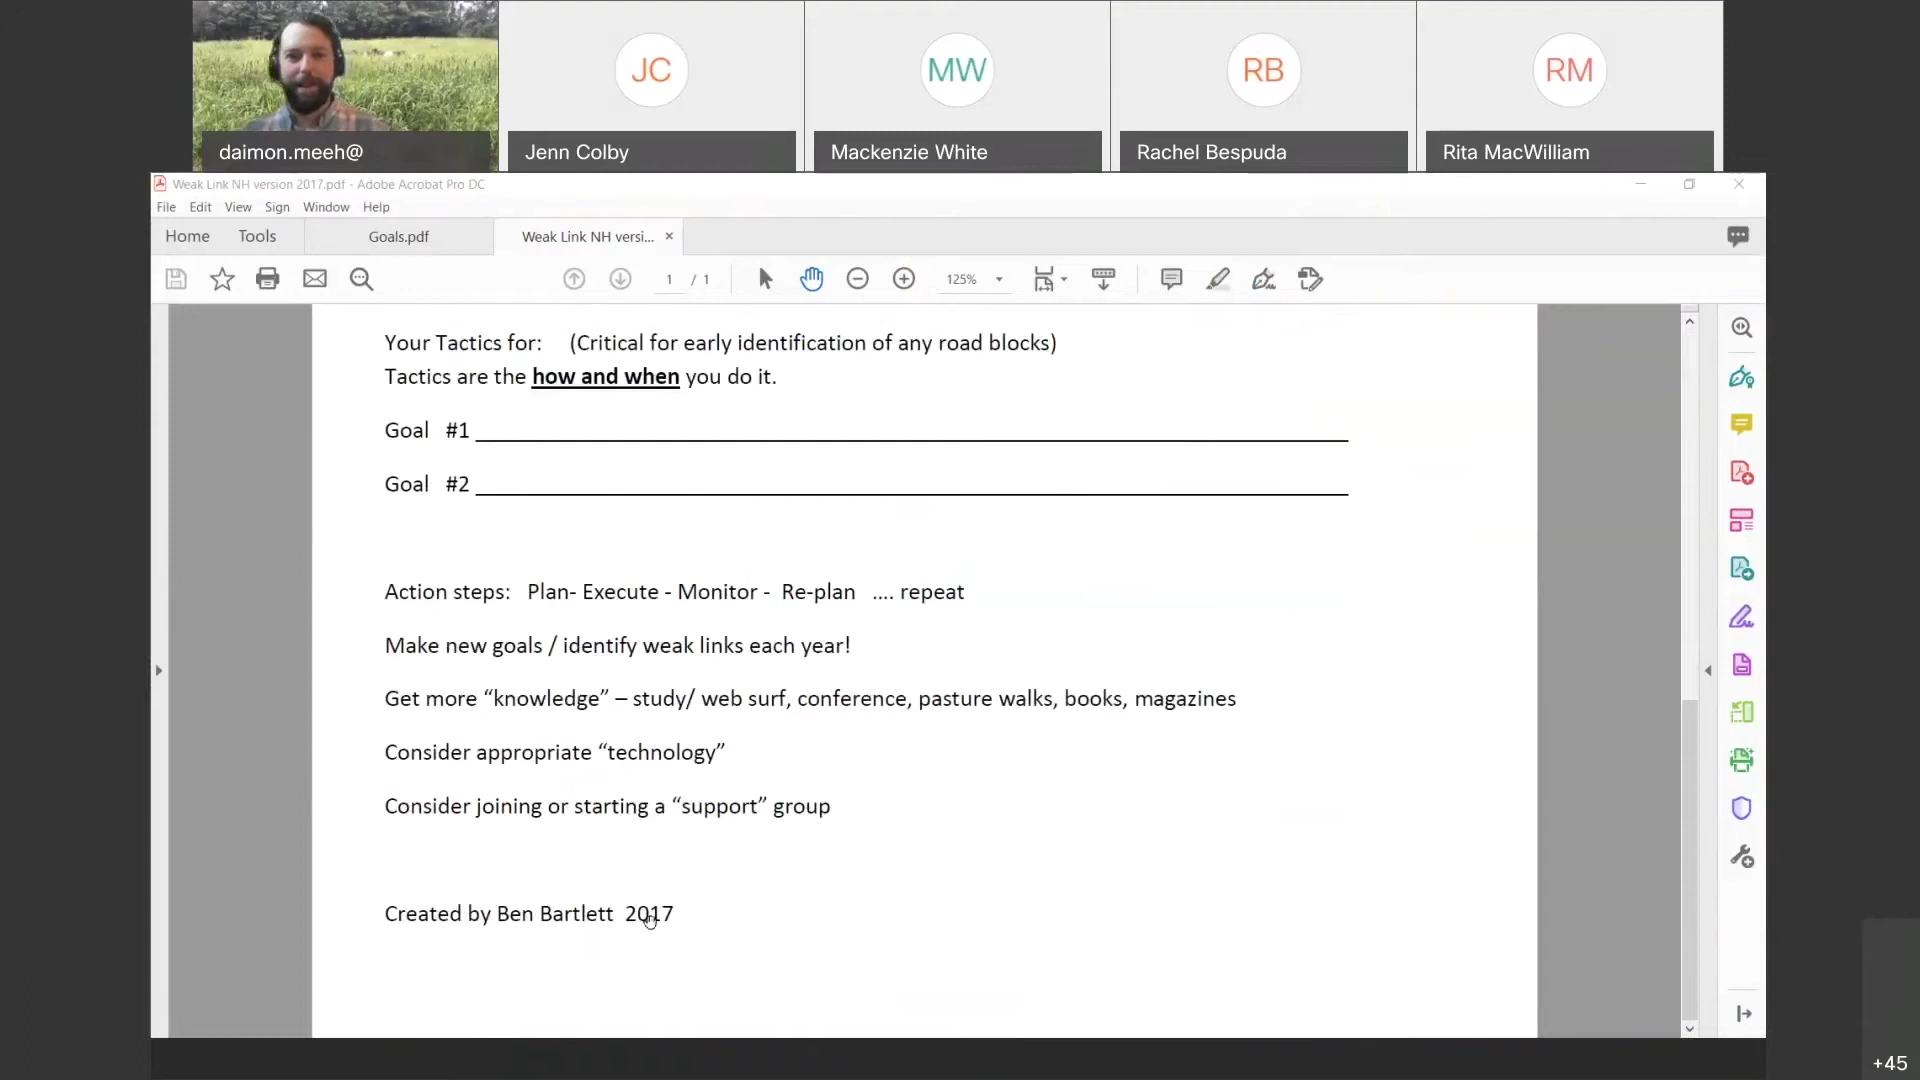 JC
MW
RB
RM
daimon.meeh@
Jenn Colby
Mackenzie White
Rachel Bespuda
Rita MacWilliam
Weak Link NH version 2017.pdf - Adobe Acrobat Pro DC
File Edit View Sign Window Help
Home Tools Goals.pdf Weak Link NH versi... ×
1 / 1 125%
Your Tactics for: (Critical for early identification of any road blocks)
Tactics are the how and when you do it.
Goal #1
Goal #2
Action steps: Plan- Execute - Monitor - Re-plan .... repeat
Make new goals / identify weak links each year!
Get more “knowledge” – study/ web surf, conference, pasture walks, books, magazines
Consider appropriate “technology”
Consider joining or starting a “support” group
Created by Ben Bartlett 2017
+45